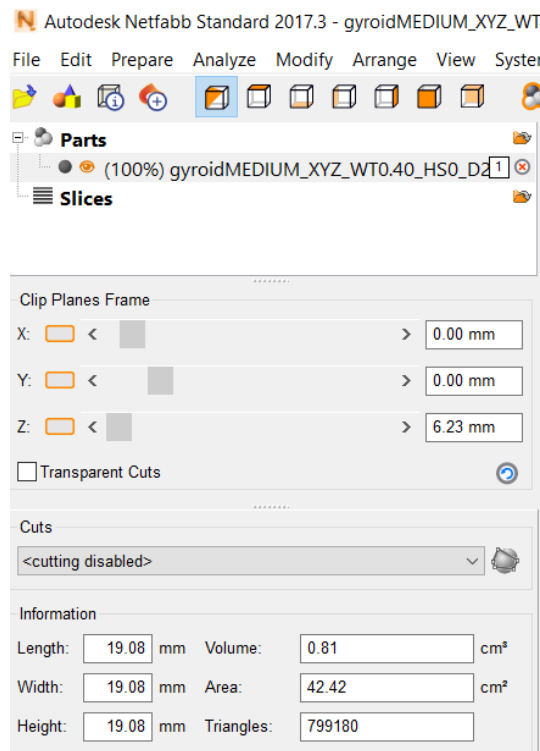 Autodesk Netfabb Standard 2017.3 - gyroidMEDIUM_XYZ_WT
File Edit Prepare Analyze Modify Arrange View System
Parts
(100%) gyroidMEDIUM_XYZ_WT0.40_HS0_D2 1
Slices
Clip Planes Frame
X: < > 0.00 mm
Y: < > 0.00 mm
Z: < > 6.23 mm
Transparent Cuts
Cuts
<cutting disabled>
Information
Length: 19.08 mm Volume: 0.81 cm³
Width: 19.08 mm Area: 42.42 cm²
Height: 19.08 mm Triangles: 799180